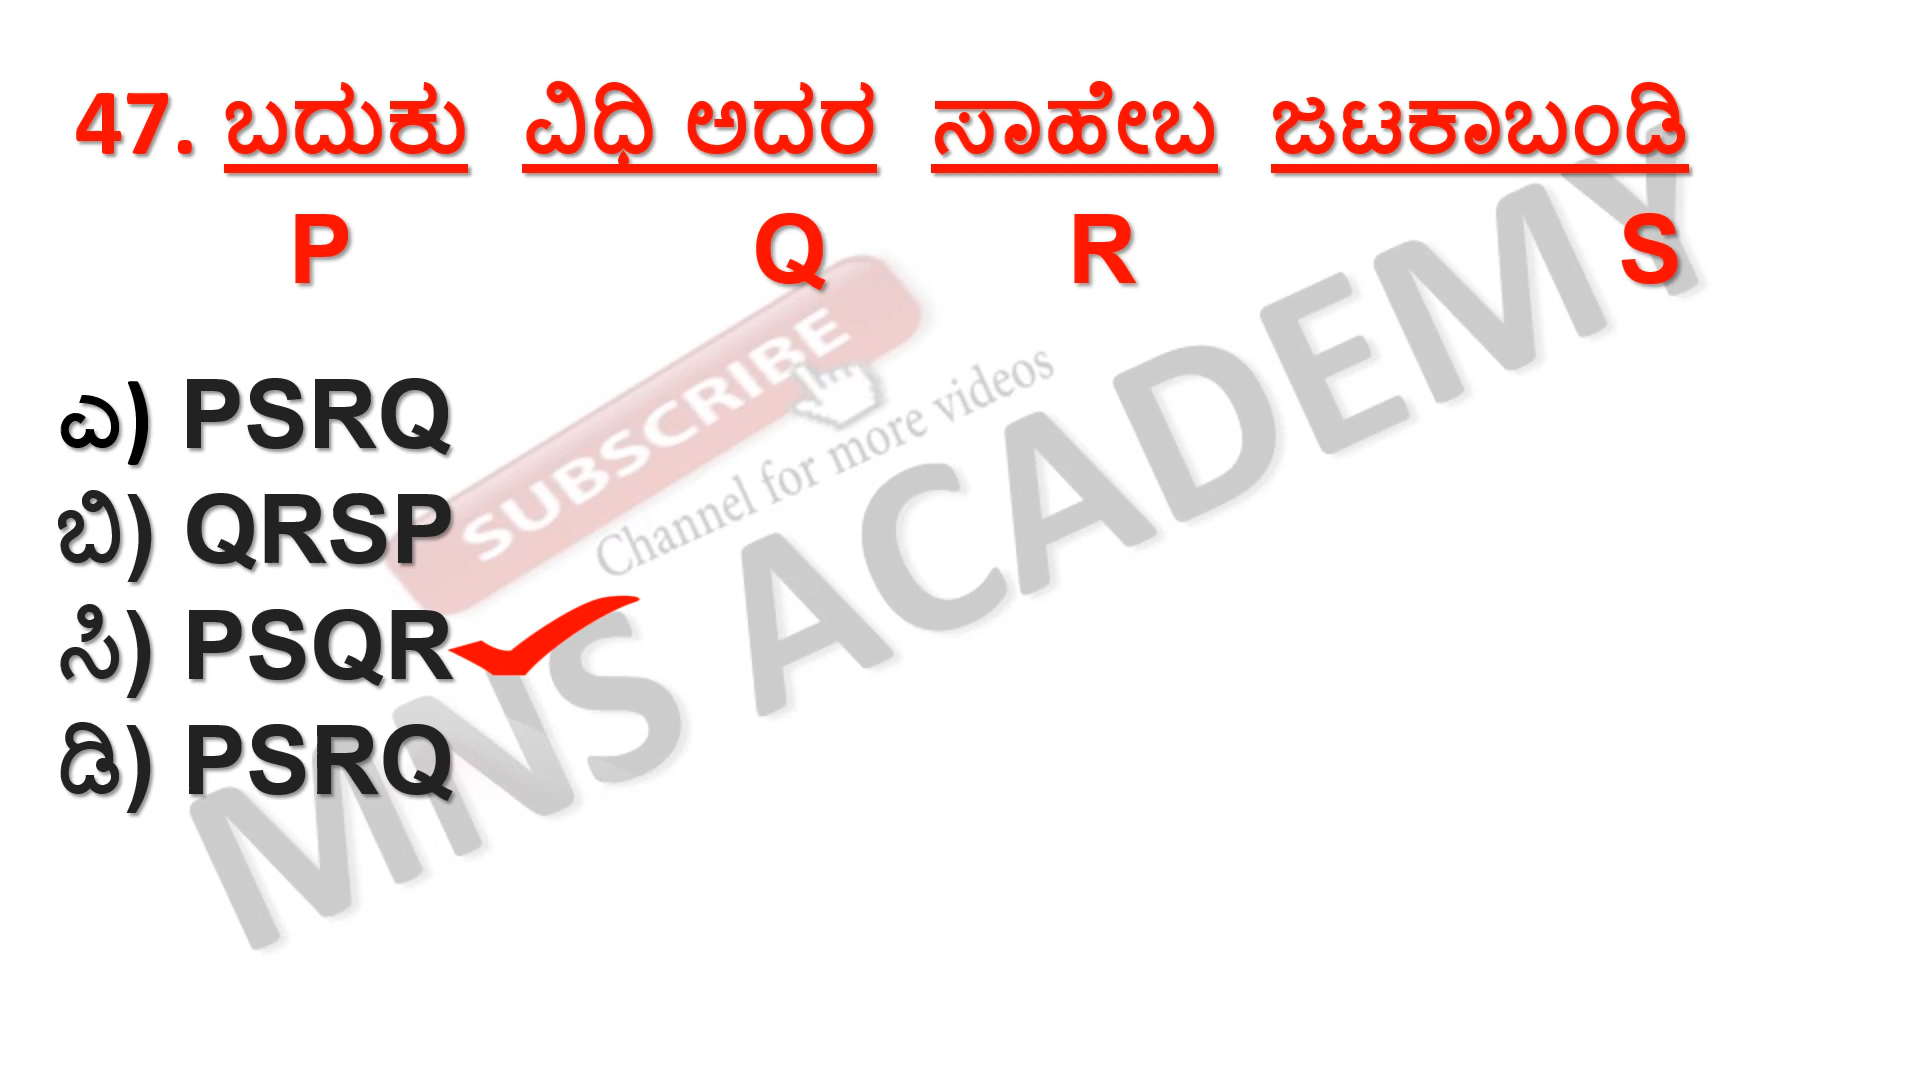 47. ಬದುಕು ವಿಧಿ ಅದರ ಸಾಹೇಬ ಜಟಕಾಬಂಡಿ
P Q R S
ಎ) PSRQ
ಬಿ) QRSP
ಸಿ) PSQR
ಡಿ) PSRQ
SUBSCRIBE
Channel for more videos
MNS ACADEMY